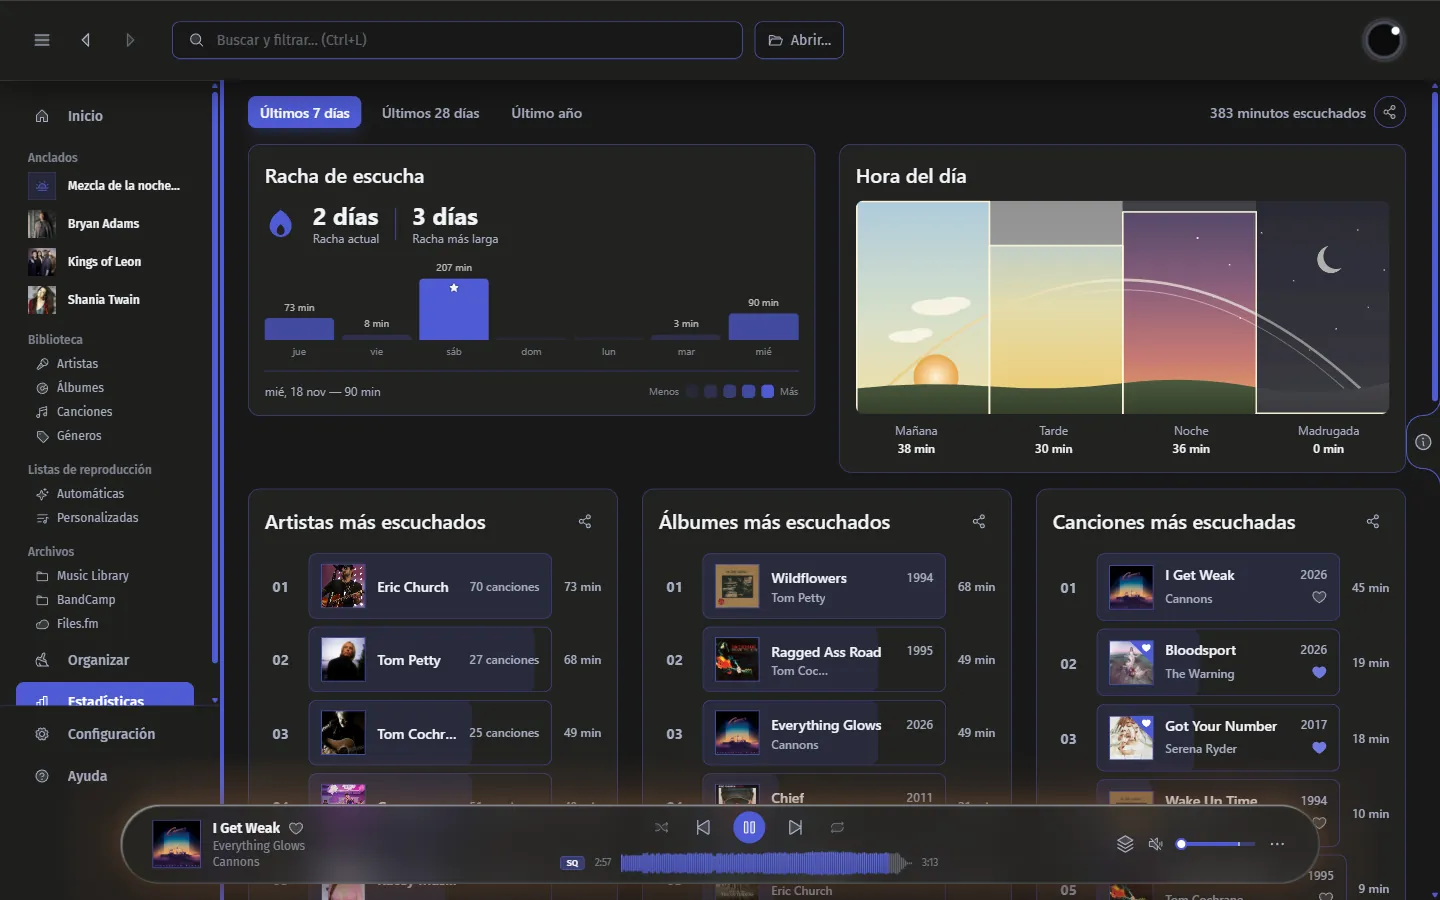 Buscar y filtrar... (Ctrl+L)
Abrir...
Inicio
Anclados
Mezcla de la noche...
Bryan Adams
Kings of Leon
Shania Twain
Biblioteca
Artistas
Álbumes
Canciones
Géneros
Listas de reproducción
Automáticas
Personalizadas
Archivos
Music Library
BandCamp
Files.fm
Organizar
Estadísticas
Configuración
Ayuda
Últimos 7 días
Últimos 28 días
Último año
383 minutos escuchados
Racha de escucha
2 días
Racha actual
3 días
Racha más larga
207 min
73 min
8 min
3 min
90 min
jue
vie
sáb
dom
lun
mar
mié
mié, 18 nov — 90 min
Menos
Más
Hora del día
Mañana
38 min
Tarde
30 min
Noche
36 min
Madrugada
0 min
Artistas más escuchados
01
Eric Church
70 canciones
73 min
02
Tom Petty
27 canciones
68 min
03
Tom Cochr...
25 canciones
49 min
Álbumes más escuchados
01
Wildflowers
1994
Tom Petty
68 min
02
Ragged Ass Road
1995
Tom Coc...
49 min
03
Everything Glows
2026
Cannons
49 min
Chief
2011
Eric Church
Canciones más escuchadas
01
I Get Weak
2026
Cannons
45 min
02
Bloodsport
2026
The Warning
19 min
03
Got Your Number
2017
Serena Ryder
18 min
Wake Up Time
1994
10 min
05
1995
Tom Cochrane
9 min
I Get Weak
Everything Glows
Cannons
SQ
2:57
3:13